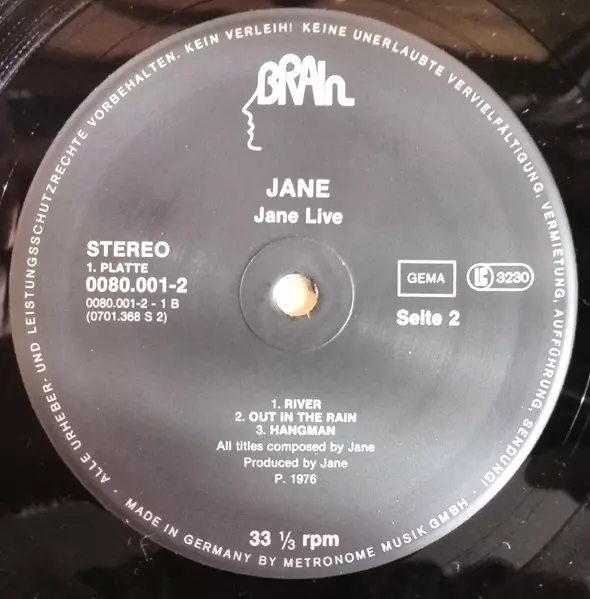 ALLE URHEBER- UND LEISTUNGSSCHUTZRECHTE VORBEHALTEN. KEIN VERLEIH! KEINE UNERLAUBTE VERVIELFÄLTIGUNG, VERMIETUNG, AUFFÜHRUNG, SENDUNG!
BRAIN
JANE
Jane Live
STEREO
1. PLATTE
0080.001-2
0080.001-2 - 1 B
(0701.368 S 2)
GEMA
LC 3230
Seite 2
1. RIVER
2. OUT IN THE RAIN
3. HANGMAN
All titles composed by Jane
Produced by Jane
P. 1976
33 ⅓ rpm
· MADE IN GERMANY BY METRONOME MUSIK GMBH ·